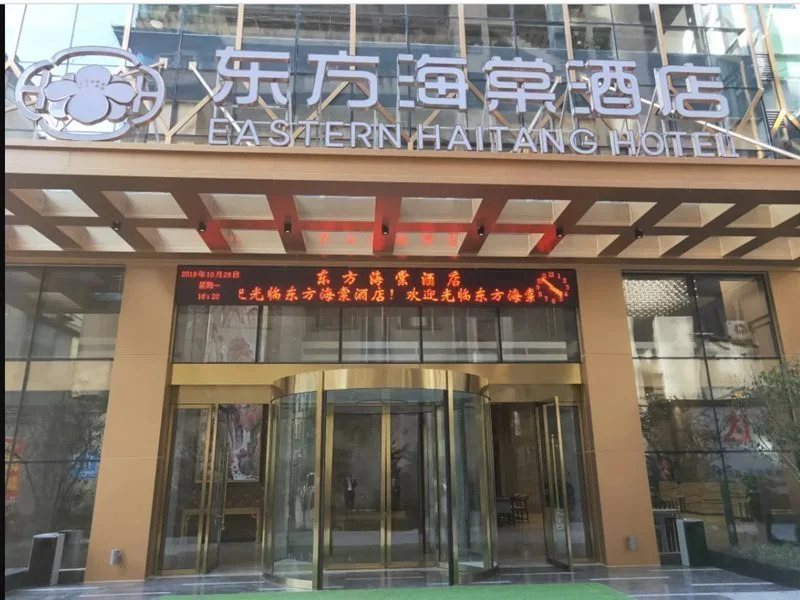 东方海棠酒店
EASTERN HAITANG HOTEL
2019年10月28日
星期一
16:22
东方海棠酒店
光临东方海棠酒店！欢迎光临东方海棠